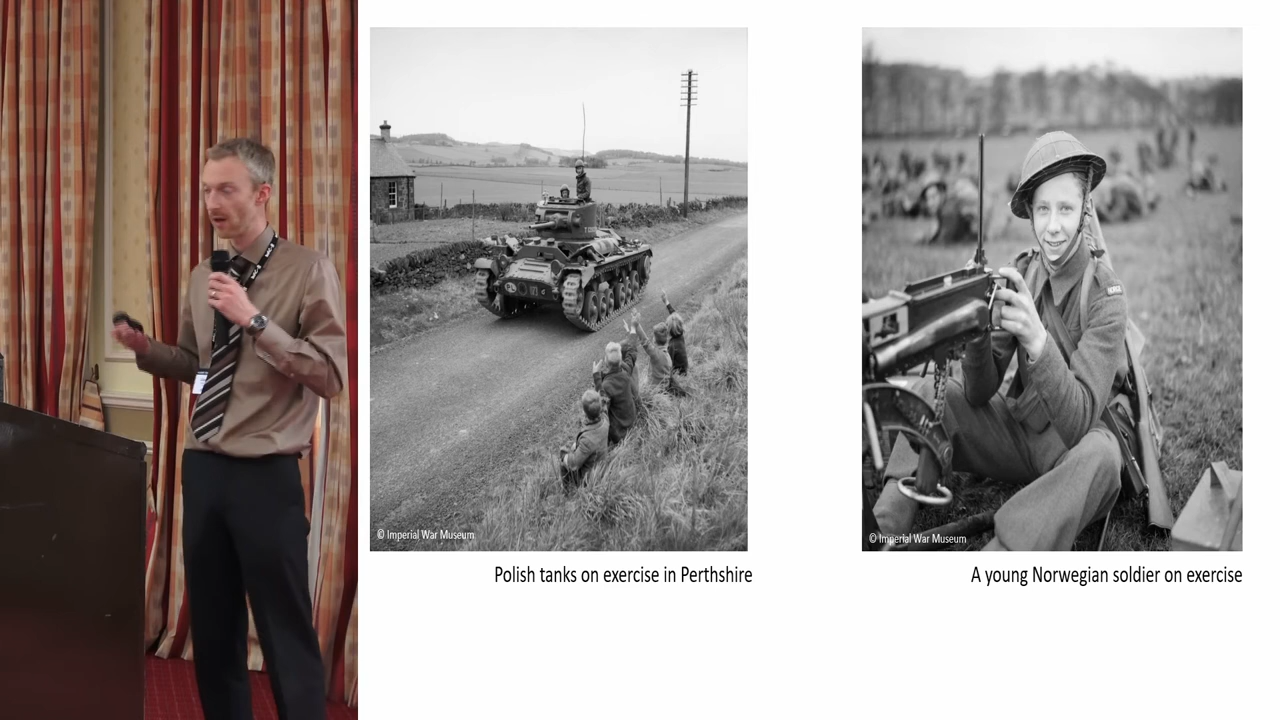 © Imperial War Museum
© Imperial War Museum
Polish tanks on exercise in Perthshire
A young Norwegian soldier on exercise